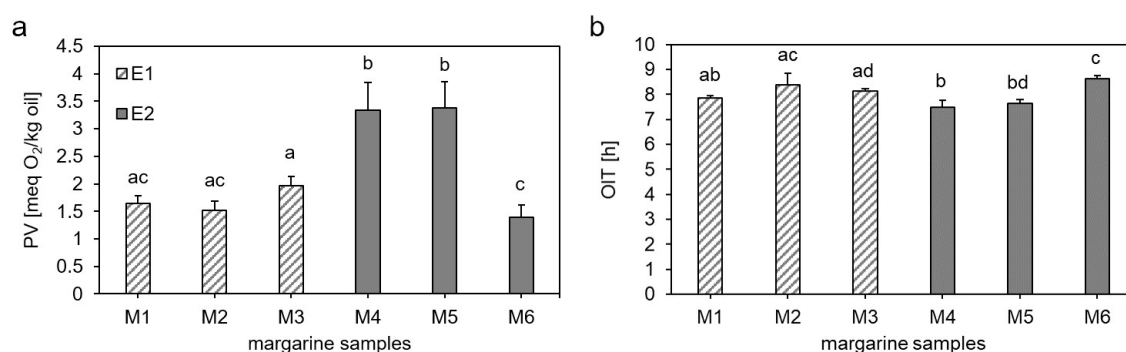 a
4.5
4
3.5
3
2.5
2
1.5
1
0.5
0
PV [meq O₂/kg oil]
E1
E2
ac ac a b b c
M1 M2 M3 M4 M5 M6
margarine samples
b
10
9
8
7
6
5
4
3
2
1
0
OIT [h]
ab ac ad b bd c
M1 M2 M3 M4 M5 M6
margarine samples